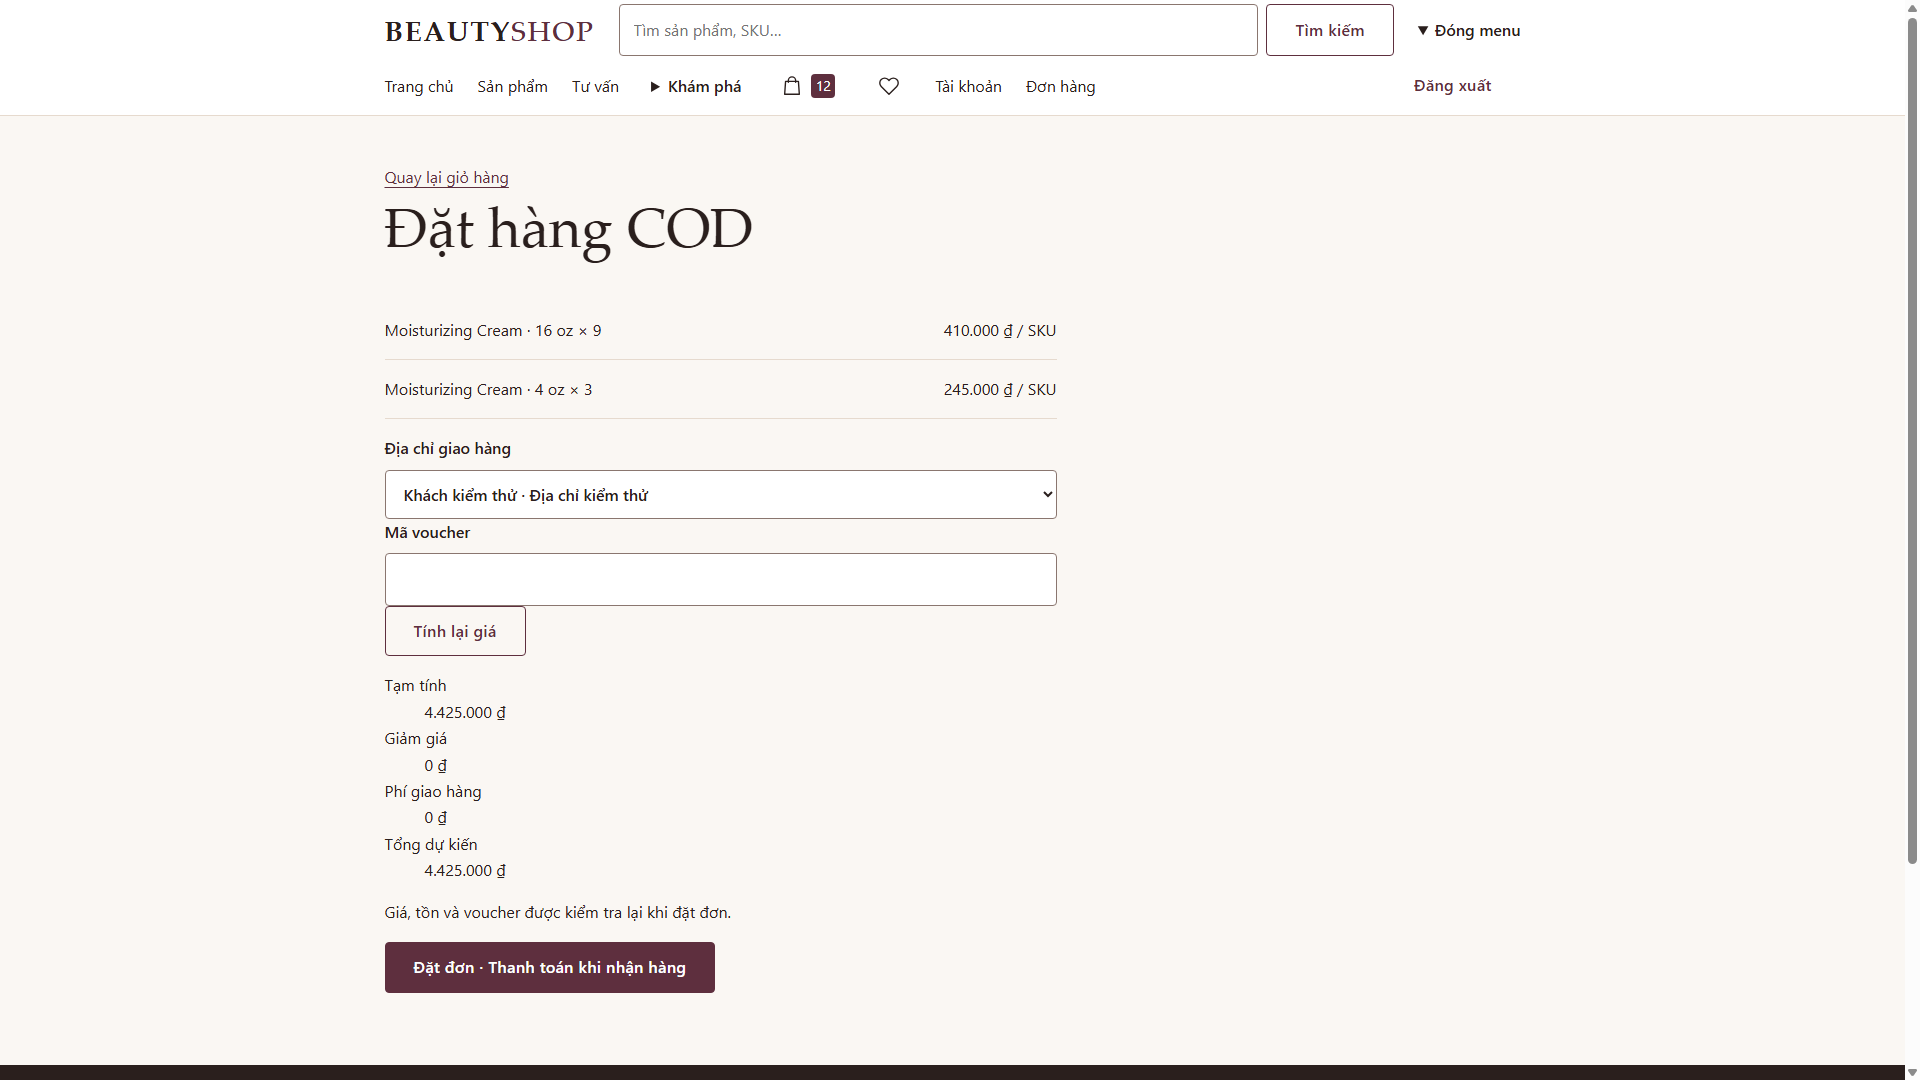 BEAUTYSHOP
Tìm sản phẩm, SKU...
Tìm kiếm
▼ Đóng menu
Trang chủ
Sản phẩm
Tư vấn
▶ Khám phá
12
Tài khoản
Đơn hàng
Đăng xuất
Quay lại giỏ hàng
Đặt hàng COD
Moisturizing Cream · 16 oz × 9
410.000 ₫ / SKU
Moisturizing Cream · 4 oz × 3
245.000 ₫ / SKU
Địa chỉ giao hàng
Khách kiểm thử · Địa chỉ kiểm thử
Mã voucher
Tính lại giá
Tạm tính
4.425.000 ₫
Giảm giá
0 ₫
Phí giao hàng
0 ₫
Tổng dự kiến
4.425.000 ₫
Giá, tồn và voucher được kiểm tra lại khi đặt đơn.
Đặt đơn · Thanh toán khi nhận hàng